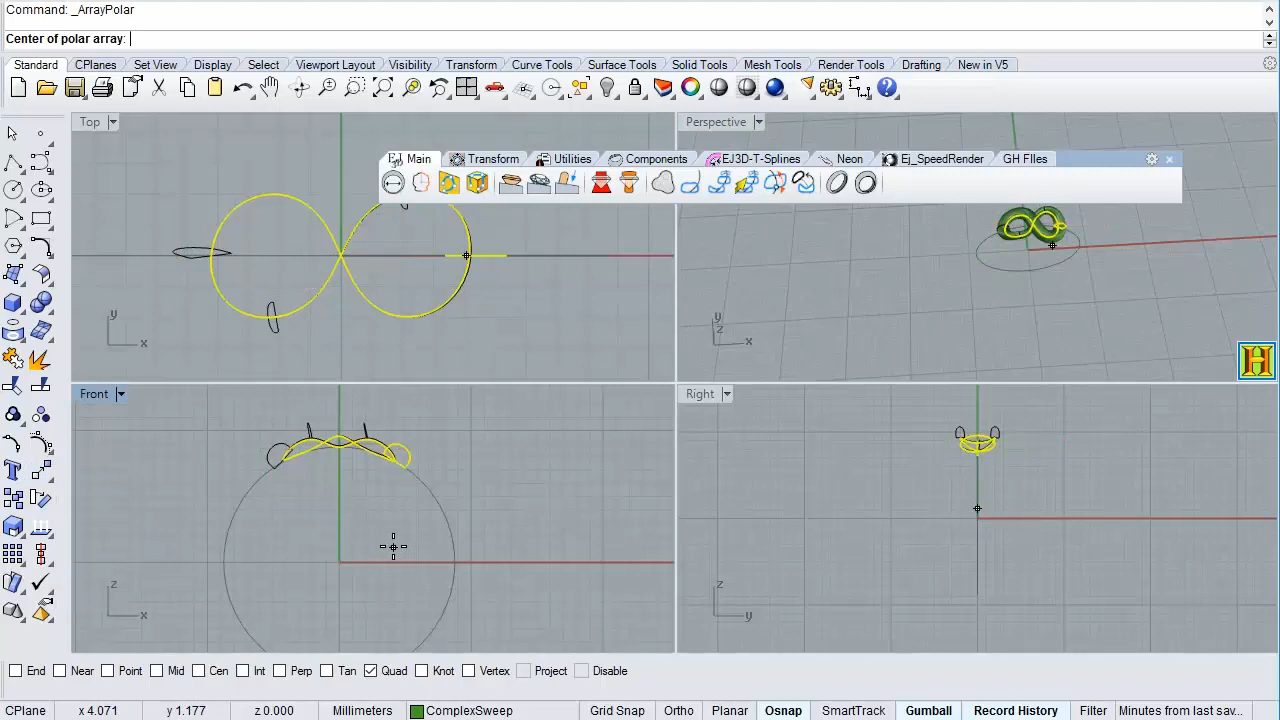 Command: _ArrayPolar
Center of polar array:
Standard CPlanes Set View Display Select Viewport Layout Visibility Transform Curve Tools Surface Tools Solid Tools Mesh Tools Render Tools Drafting New in V5
Top
Perspective
Main Transform Utilities Components EJ3D-T-Splines Neon Ej_SpeedRender GH FIles
y
x
y
z
x
H
Front
Right
z
x
z
y
End Near Point Mid Cen Int Perp Tan Quad Knot Vertex Project Disable
CPlane x 4.071 y 1.177 z 0.000 Millimeters ComplexSweep Grid Snap Ortho Planar Osnap SmartTrack Gumball Record History Filter Minutes from last sav...